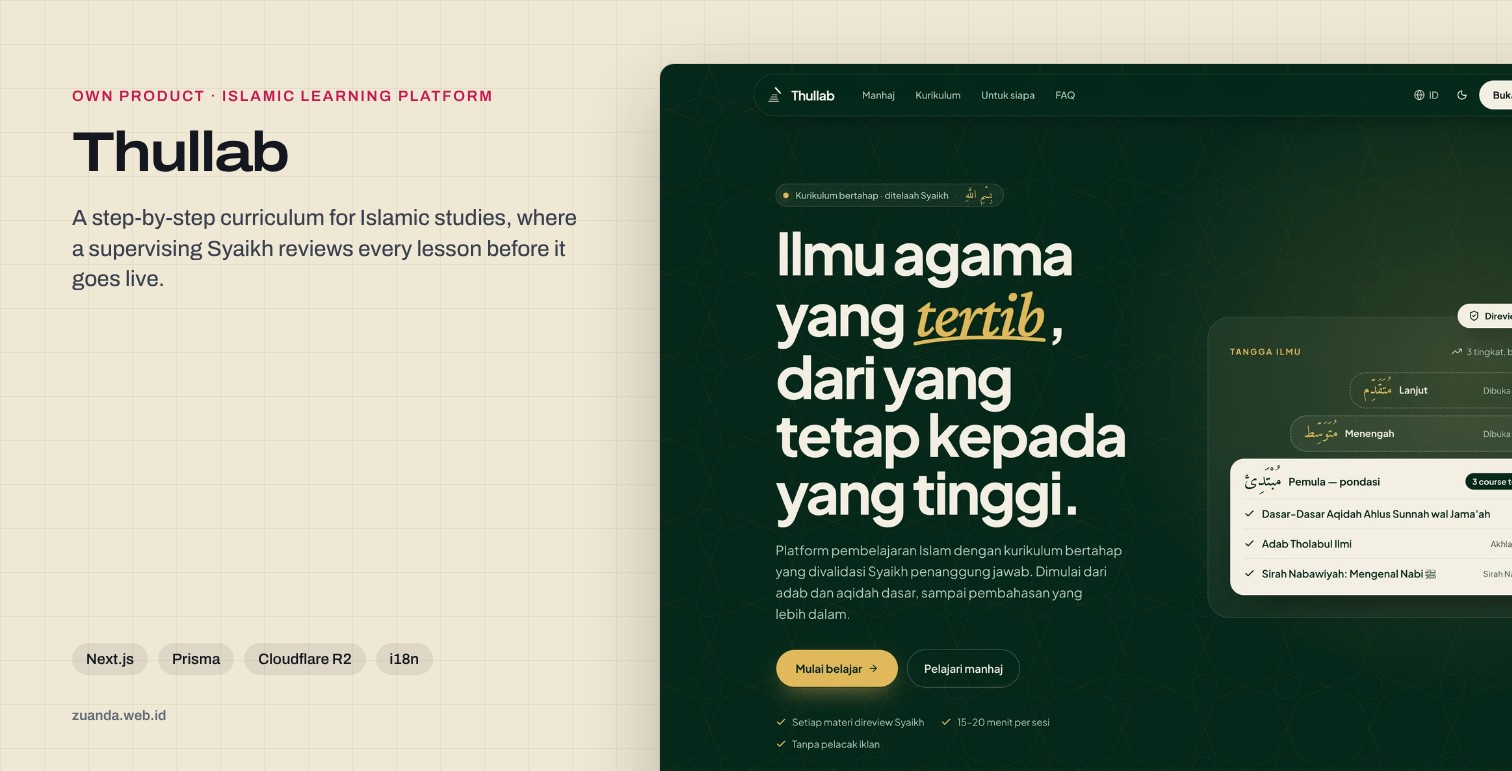 OWN PRODUCT · ISLAMIC LEARNING PLATFORM
Thullab
A step-by-step curriculum for Islamic studies, where
a supervising Syaikh reviews every lesson before it
goes live.
Next.js Prisma Cloudflare R2 i18n
zuanda.web.id
Thullab Manhaj Kurikulum Untuk siapa FAQ ID
Kurikulum bertahap · ditelaah Syaikh بِسْمِ اللَّهِ
Ilmu agama
yang tertib,
dari yang
tetap kepada
yang tinggi.
Platform pembelajaran Islam dengan kurikulum bertahap
yang divalidasi Syaikh penanggung jawab. Dimulai dari
adab dan aqidah dasar, sampai pembahasan yang
lebih dalam.
Mulai belajar → Pelajari manhaj
Setiap materi direview Syaikh 15–20 menit per sesi
Tanpa pelacak iklan
TANGGA ILMU 3 tingkat,
مُتَقَدِّم Lanjut Dibuka
مُتَوَسِّط Menengah Dibuka
مُبْتَدِئ Pemula — pondasi 3 course
Dasar-Dasar Aqidah Ahlus Sunnah wal Jama'ah
Adab Tholabul Ilmi
Sirah Nabawiyah: Mengenal Nabi ﷺ Sirah